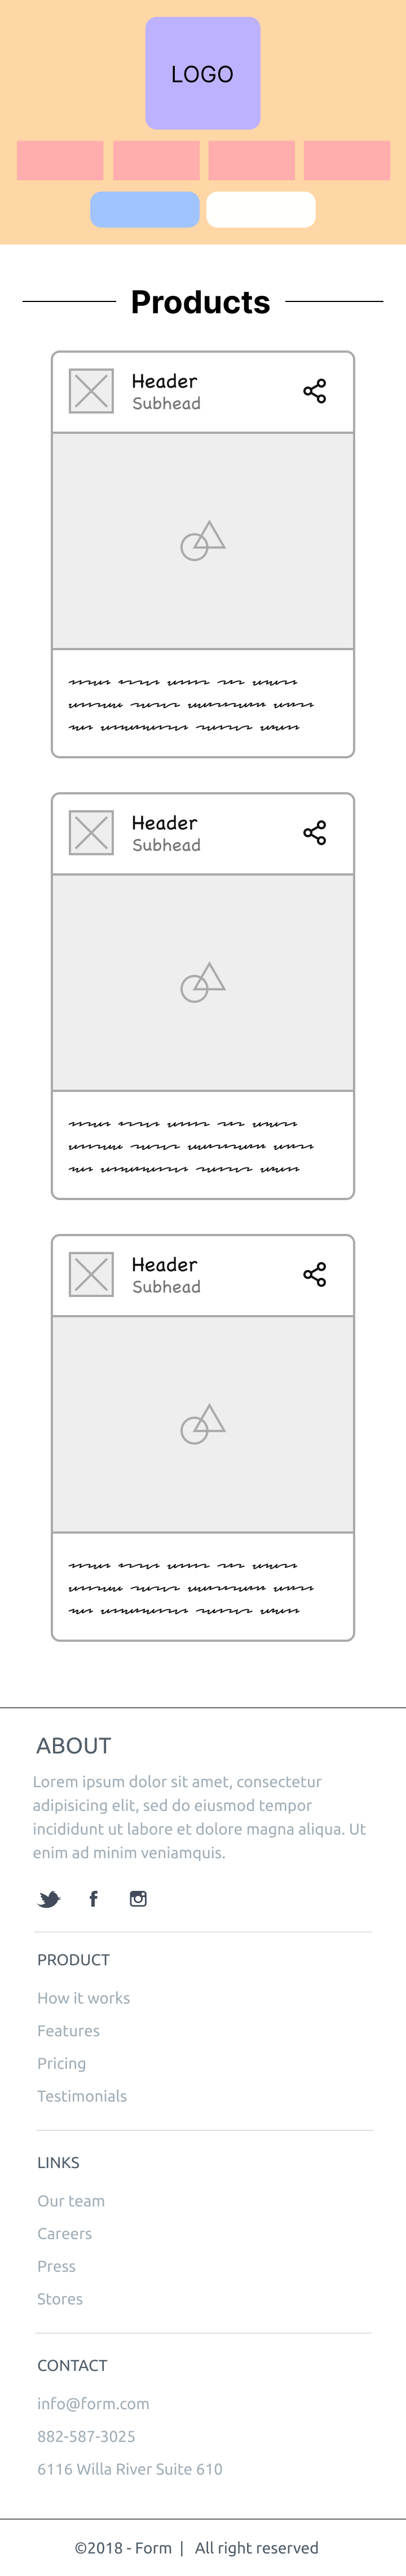 LOGO
Products
Header
Subhead
Header
Subhead
Header
Subhead
ABOUT
Lorem ipsum dolor sit amet, consectetur
adipisicing elit, sed do eiusmod tempor
incididunt ut labore et dolore magna aliqua. Ut
enim ad minim veniamquis.
PRODUCT
How it works
Features
Pricing
Testimonials
LINKS
Our team
Careers
Press
Stores
CONTACT
info@form.com
882-587-3025
6116 Willa River Suite 610
©2018 - Form | All right reserved